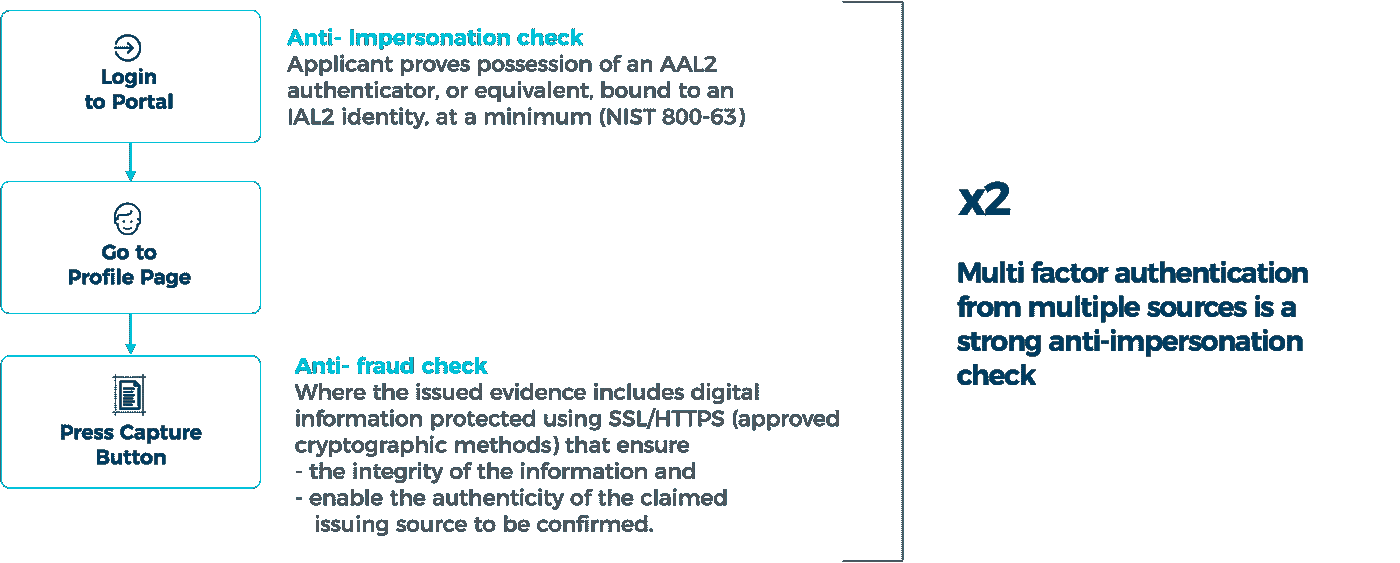 Login
to Portal
Anti- Impersonation check
Applicant proves possession of an AAL2
authenticator, or equivalent, bound to an
IAL2 identity, at a minimum (NIST 800-63)
Go to
Profile Page
Press Capture
Button
Anti- fraud check
Where the issued evidence includes digital
information protected using SSL/HTTPS (approved
cryptographic methods) that ensure
- the integrity of the information and
- enable the authenticity of the claimed
issuing source to be confirmed.
x2
Multi factor authentication
from multiple sources is a
strong anti-impersonation
check